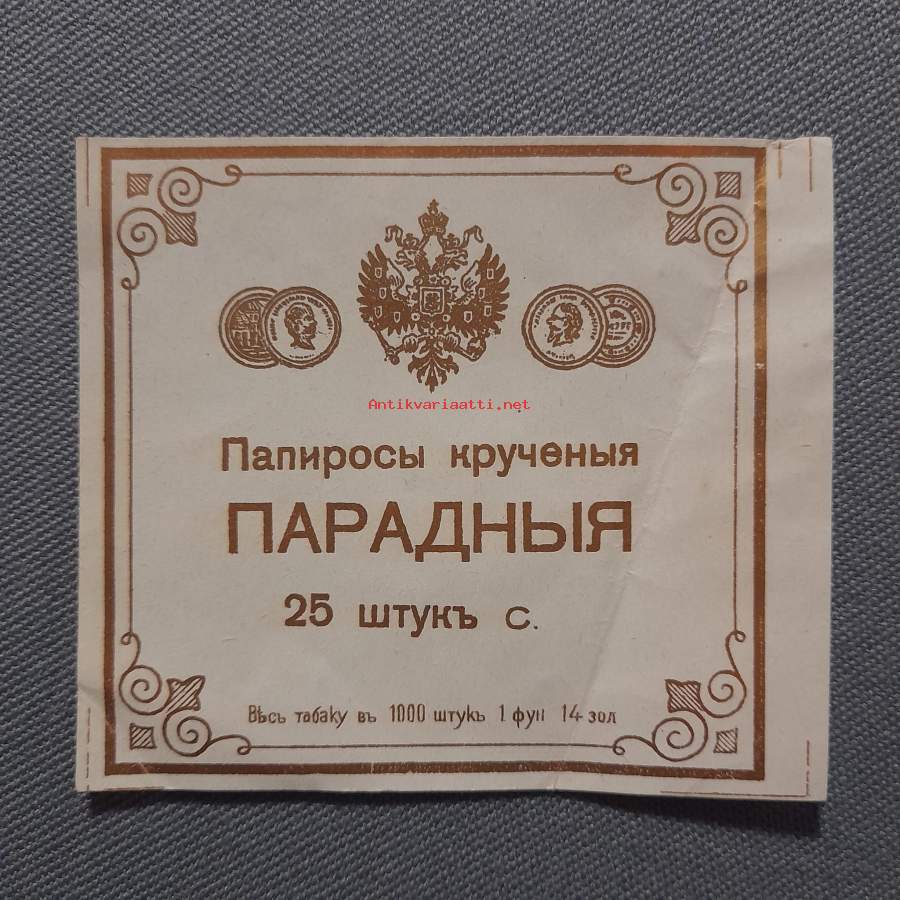 Antikvariaatti.net
Папиросы крученыя
ПАРАДНЫЯ
25 штукъ с.
Вѣсъ табаку въ 1000 штукъ 1 фун 14 зол